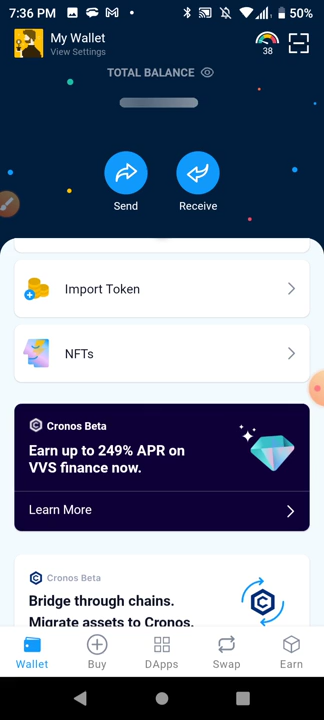 7:36 PM
50%
My Wallet
View Settings
38
TOTAL BALANCE
Send
Receive
Import Token
NFTs
Cronos Beta
Earn up to 249% APR on
VVS finance now.
Learn More
Cronos Beta
Bridge through chains.
Migrate assets to Cronos.
Wallet
Buy
DApps
Swap
Earn